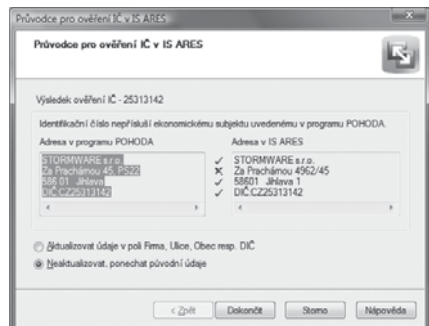 Průvodce pro ověření IČ v IS ARES
Průvodce pro ověření IČ v IS ARES
Výsledek ověření IČ - 25313142
Identifikační číslo nepřísluší ekonomickému subjektu uvedenému v programu POHODA.
Adresa v programu POHODA
Adresa v IS ARES
STORMWARE s.r.o.
STORMWARE s.r.o.
Za Prachárnou 45, PS22
Za Prachárnou 4962/45
586 01 Jihlava
58601 Jihlava 1
DIČ:CZ25313142
DIČ:CZ25313142
Aktualizovat údaje v poli Firma, Ulice, Obec resp. DIČ
Neaktualizovat, ponechat původní údaje
< Zpět
Dokončit
Storno
Nápověda